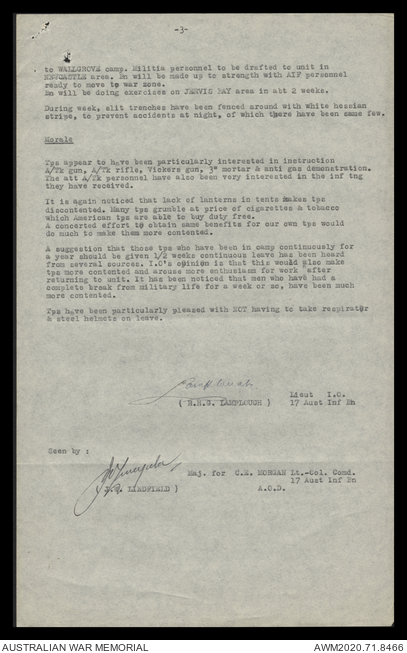 -3-
to WALLGROVE camp. Militia personnel to be drafted to unit in
NEWCASTLE area. Bn will be made up to strength with AIF personnel
ready to move to war zone.
Bn will be doing exercises on JERVIS BAY area in abt 2 weeks.
During week, slit trenches have been fenced around with white hessian
strips, to prevent accidents at night, of which there have been some few.
Morale
Tps appear to have been particularly interested in instruction
A/Tk gun, A/Tk rifle, Vickers gun, 3" mortar & anti gas demonstration.
The att A/Tk personnel have also been very interested in the inf tng
they have received.
It is again noticed that lack of lanterns in tents makes tps
discontented. Many tps grumble at price of cigarettes & tobacco
which American tps are able to buy duty free.
A concerted effort to obtain same benefits for our own tps would
do much to make them more contented.
A suggestion that those tps who have been in camp continuously for
a year should be given 1/2 weeks continuous leave has been heard
from several sources. I.O's opinion is that this would also make
tps more contented and arouse more enthusiasm for work after
returning to unit. It has been noticed that men who have had a
complete break from military life for a week or so, have been much
more contented.
Tps have been particularly pleased with NOT having to take respirator
& steel helmets on leave.
Lamplough
Lieut I.O.
( R.H.G. LAMPLOUGH ) 17 Aust Inf Bn
Seen by :
Maj. for C.E. MORGAN Lt.-Col. Comd.
17 Aust Inf Bn
LINDFIELD ) A.O.D.
AUSTRALIAN WAR MEMORIAL
AWM2020.71.8466